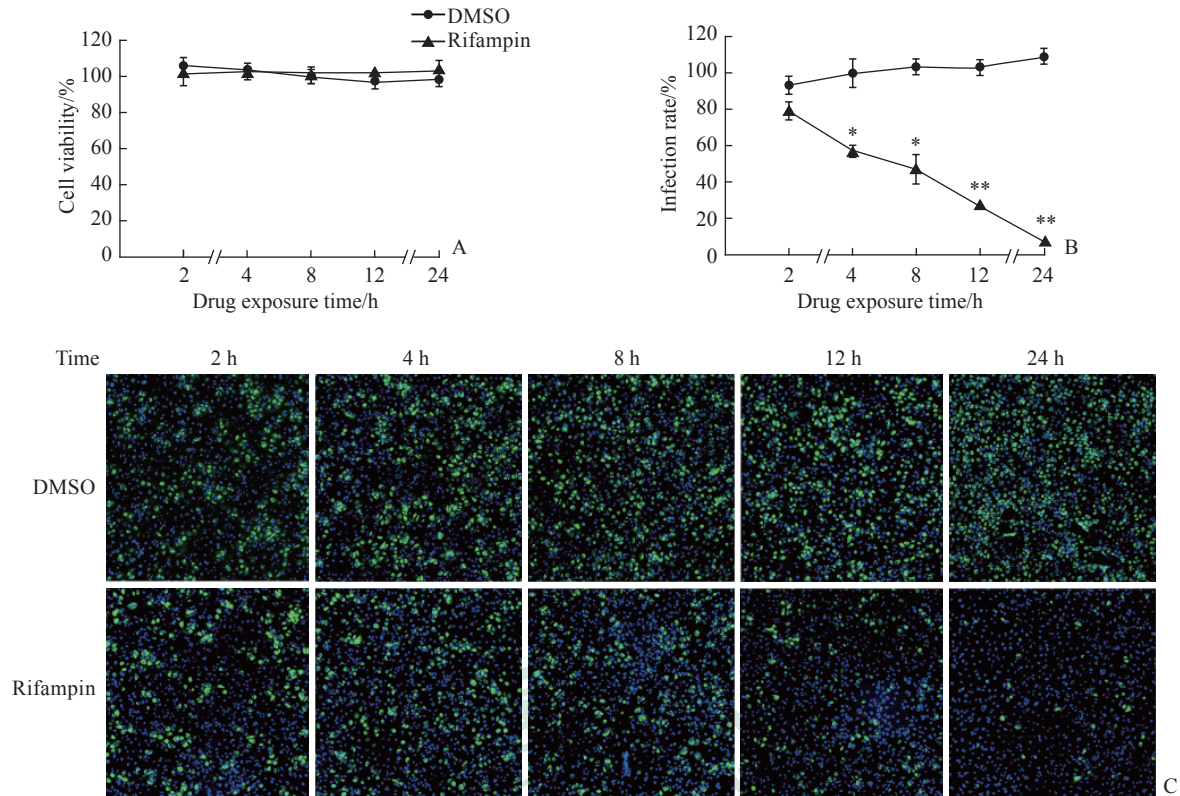 DMSO
Rifampin
120
100
80
60
40
20
0
Cell viability/%
2 4 8 12 24
Drug exposure time/h
A
120
100
80
60
40
20
0
Infection rate/%
* * ** **
2 4 8 12 24
Drug exposure time/h
B
Time 2 h 4 h 8 h 12 h 24 h
DMSO
Rifampin
C